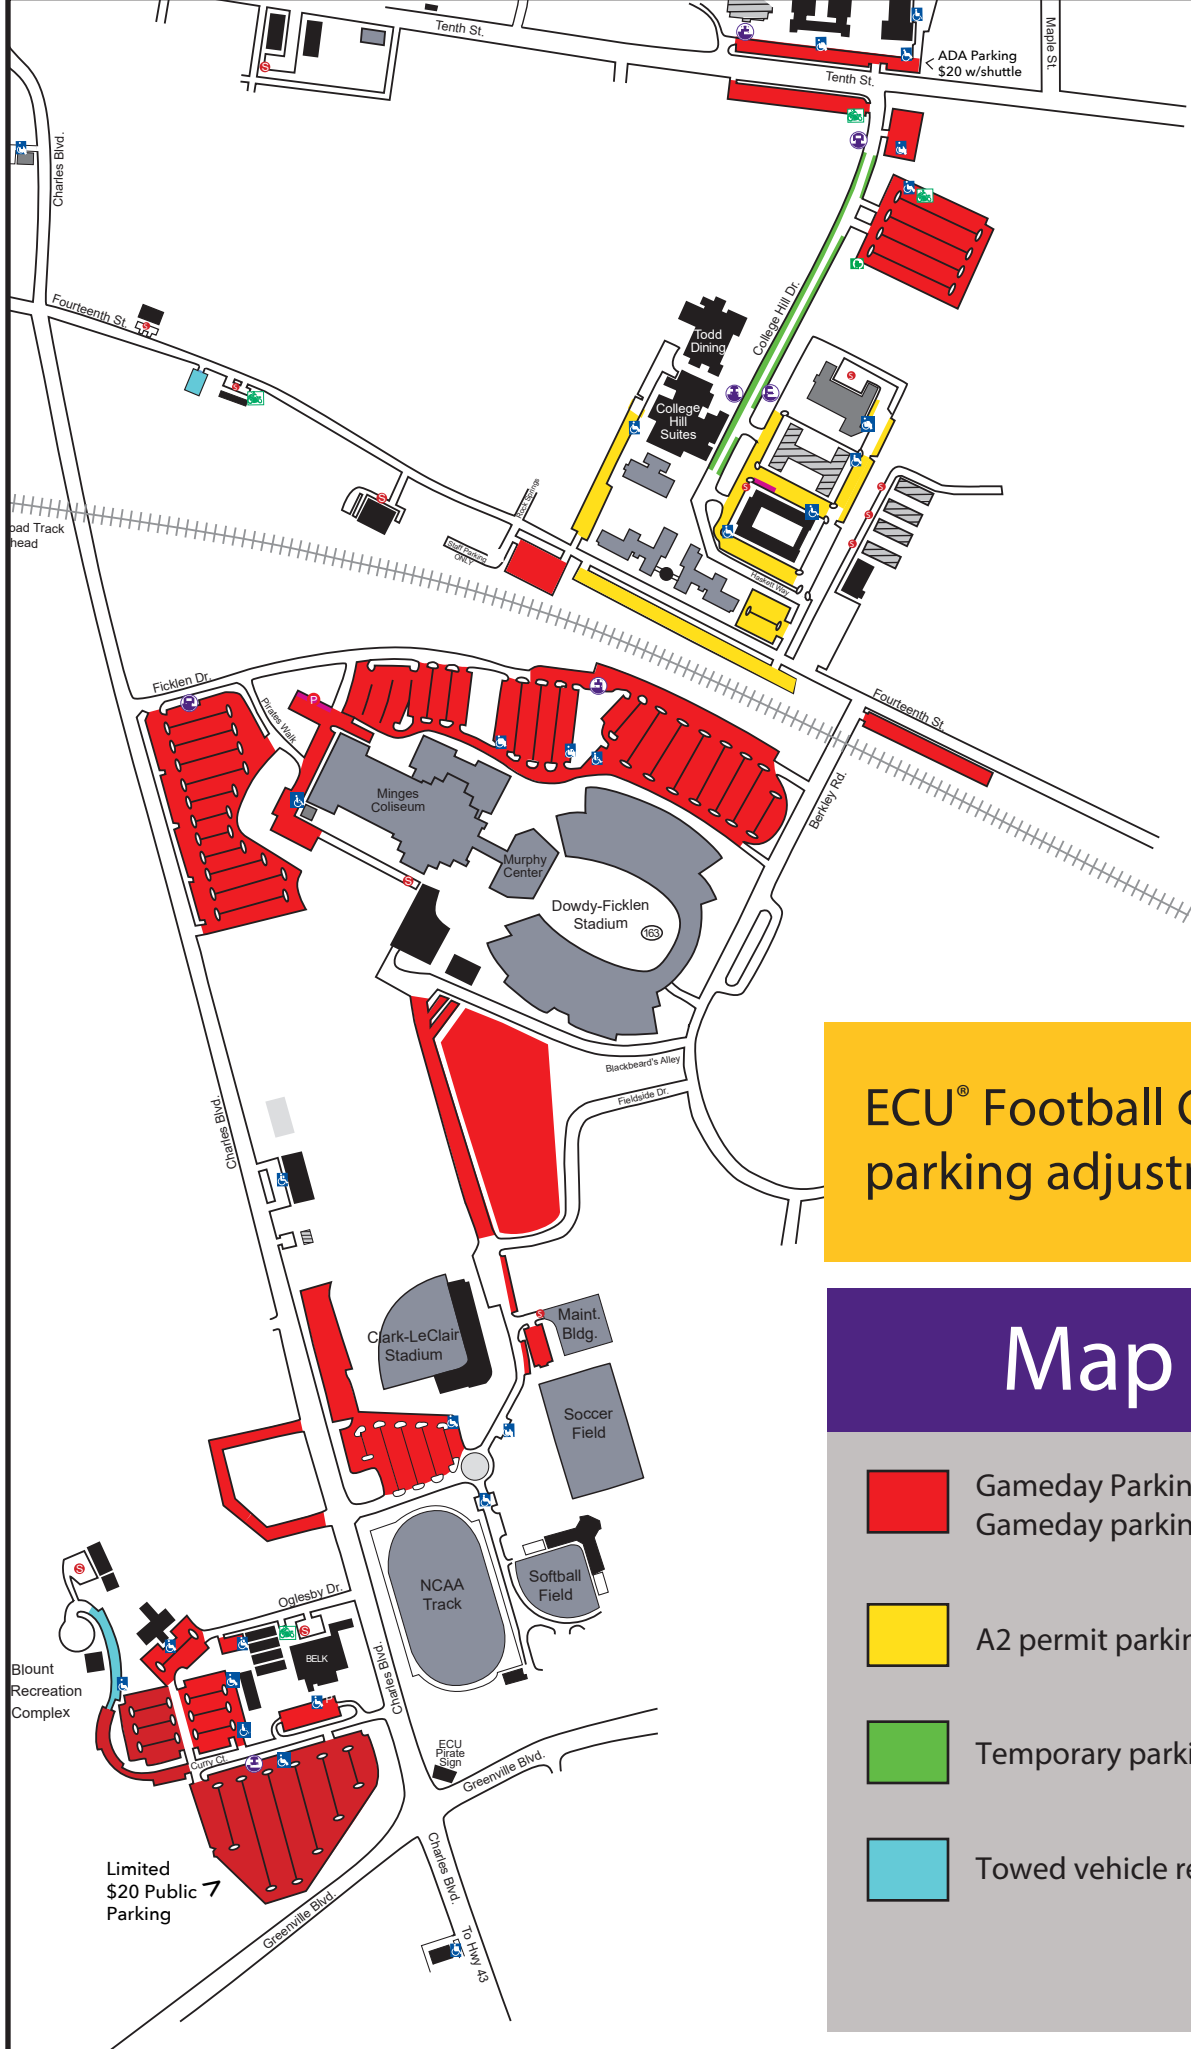 Tenth St.
Maple St.
ADA Parking
$20 w/shuttle
Tenth St.
Charles Blvd.
Fourteenth St.
College Hill Dr.
Todd
Dining
College
Hill
Suites
Rock Springs
oad Track
head
Staff Parking
ONLY
Haskett Way
Ficklen Dr.
Pirates Walk
P
Fourteenth St.
Berkley Rd.
Minges
Coliseum
Murphy
Center
Dowdy-Ficklen
Stadium
163
Blackbeard's Alley
Fieldside Dr.
Charles Blvd.
ECU® Football G
parking adjustm
Clark-LeClair
Stadium
Maint.
Bldg.
Map
Soccer
Field
Gameday Parkin
Gameday parkin
NCAA
Track
Softball
Field
Oglesby Dr.
BELK
Charles Blvd.
A2 permit parkin
Blount
Recreation
Complex
P
Curry Ct.
ECU
Pirate
Sign
Greenville Blvd.
Temporary parki
Limited
$20 Public
Parking
Charles Blvd.
Towed vehicle re
Greenville Blvd.
To Hwy 43